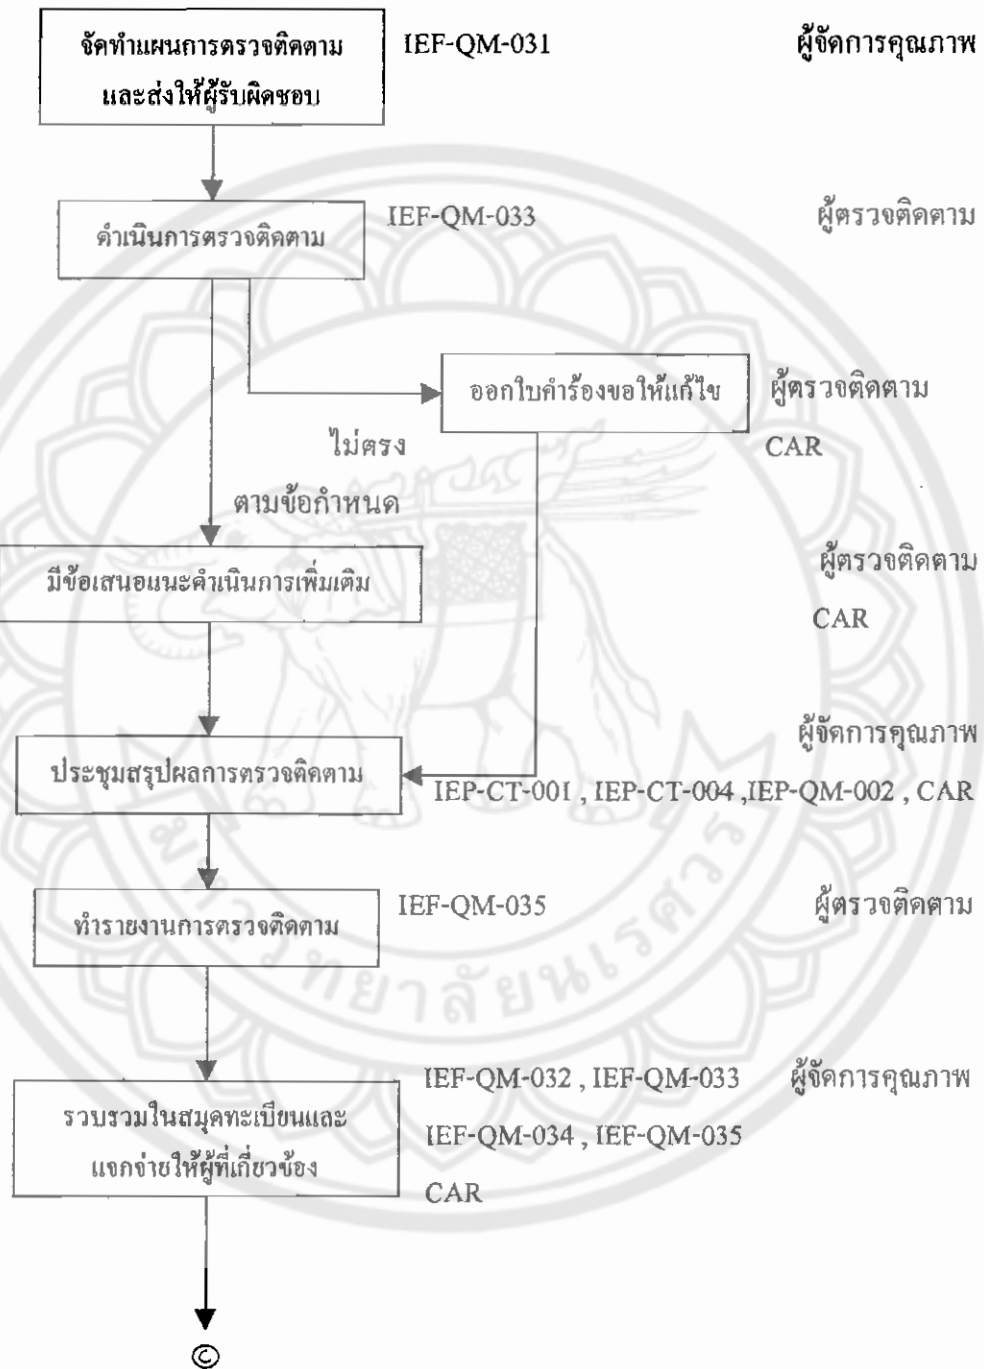 จัดทำแผนการตรวจติดตาม IEF-QM-031 ผู้จัดการคุณภาพ
และส่งให้ผู้รับผิดชอบ
ดำเนินการตรวจติดตาม IEF-QM-033 ผู้ตรวจติดตาม
ออกใบคำร้องขอให้แก้ไข ผู้ตรวจติดตาม
ไม่ตรง CAR
ตามข้อกำหนด
มีข้อเสนอแนะดำเนินการเพิ่มเติม ผู้ตรวจติดตาม
CAR
ผู้จัดการคุณภาพ
ประชุมสรุปผลการตรวจติดตาม IEP-CT-001 , IEP-CT-004 ,IEP-QM-002 , CAR
ทำรายงานการตรวจติดตาม IEF-QM-035 ผู้ตรวจติดตาม
IEF-QM-032 , IEF-QM-033 ผู้จัดการคุณภาพ
รวบรวมในสมุดทะเบียนและ IEF-QM-034 , IEF-QM-035
แจกจ่ายให้ผู้ที่เกี่ยวข้อง CAR
©
มหาวิทยาลัยนเรศวร